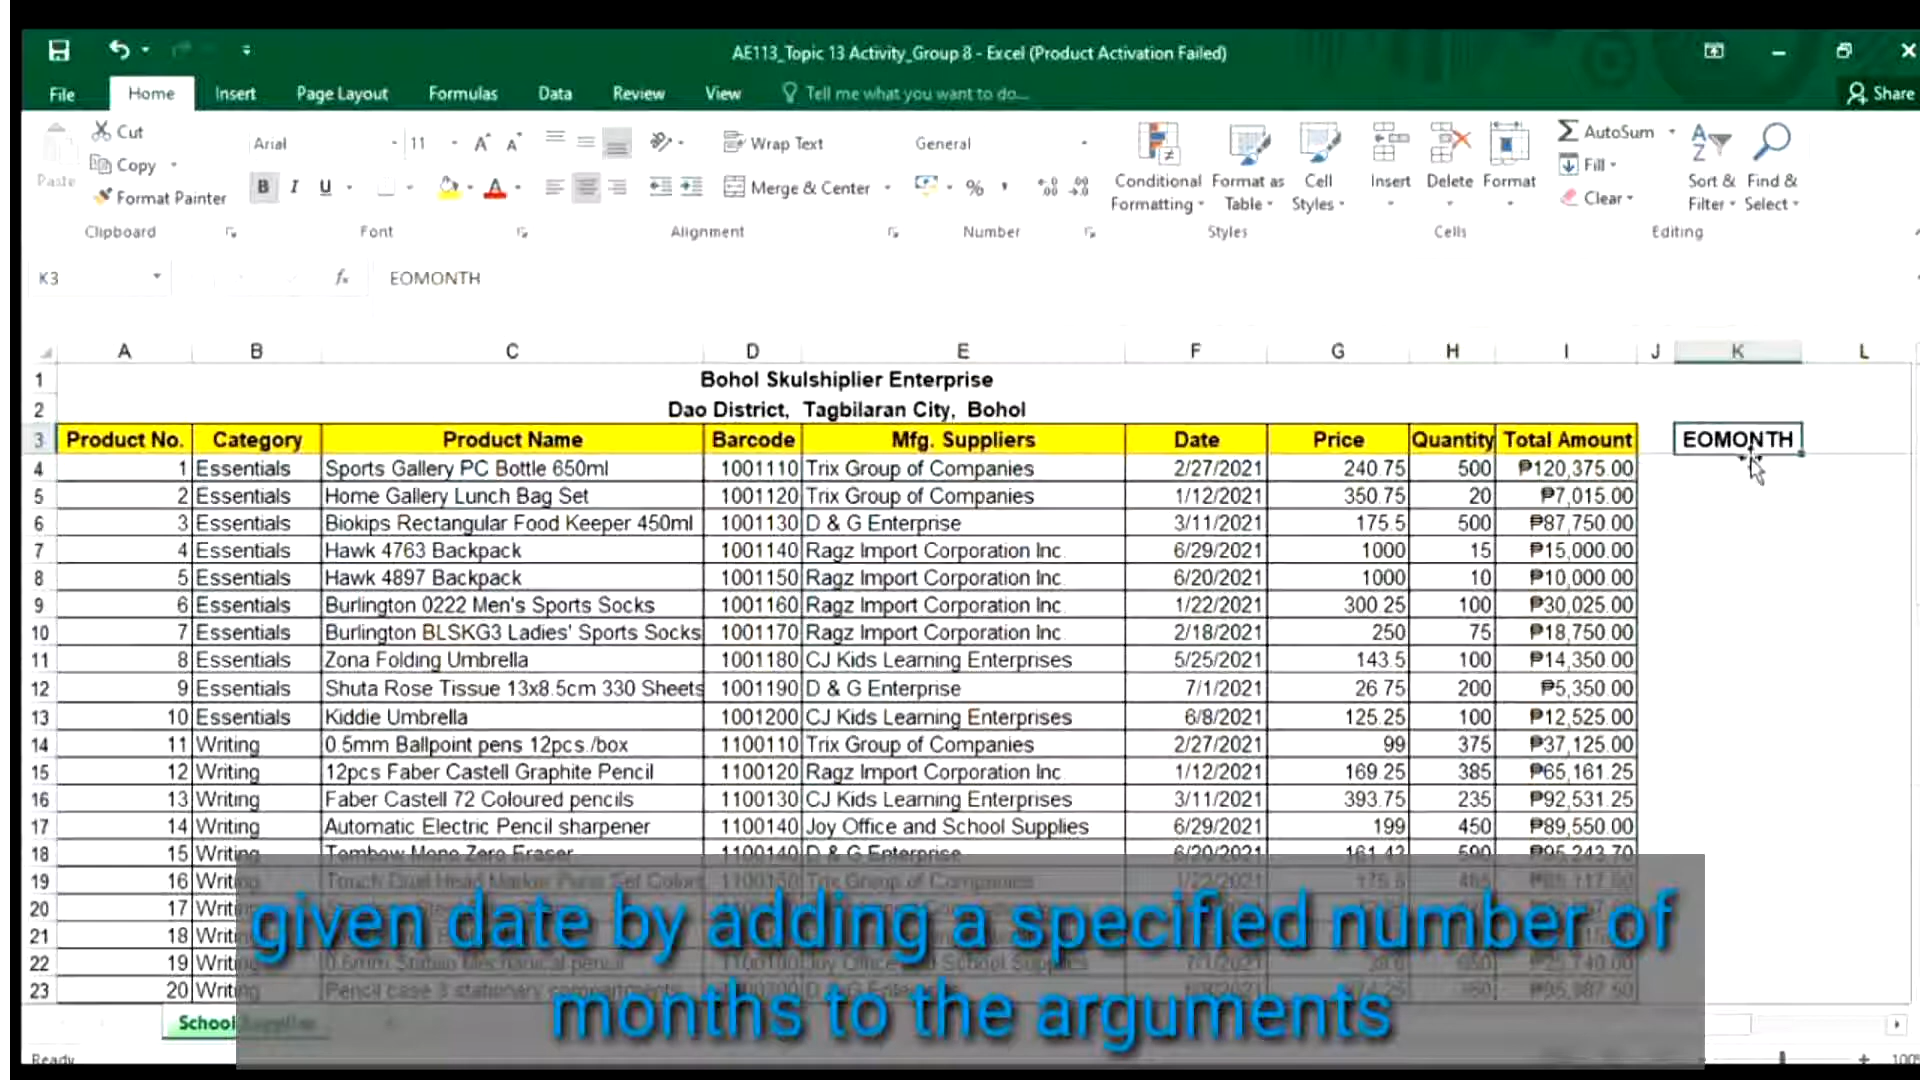 AE113_Topic 13 Activity_Group 8 - Excel (Product Activation Failed)
File Home Insert Page Layout Formulas Data Review View Tell me what you want to do... Share
Cut
Copy
Paste
Format Painter
Clipboard
Arial 11
B I U
Font
Wrap Text
Merge & Center
Alignment
General
%
Number
Conditional Formatting
Format as Table
Cell Styles
Styles
Insert Delete Format
Cells
AutoSum
Fill
Clear
Sort & Filter
Find & Select
Editing
K3 fx EOMONTH
A B C D E F G H I J K L
1 Bohol Skulshiplier Enterprise
2 Dao District, Tagbilaran City, Bohol
3 Product No. Category Product Name Barcode Mfg. Suppliers Date Price Quantity Total Amount EOMONTH
4 1 Essentials Sports Gallery PC Bottle 650ml 1001110 Trix Group of Companies 2/27/2021 240.75 500 ₱120,375.00
5 2 Essentials Home Gallery Lunch Bag Set 1001120 Trix Group of Companies 1/12/2021 350.75 20 ₱7,015.00
6 3 Essentials Biokips Rectangular Food Keeper 450ml 1001130 D & G Enterprise 3/11/2021 175.5 500 ₱87,750.00
7 4 Essentials Hawk 4763 Backpack 1001140 Ragz Import Corporation Inc. 6/29/2021 1000 15 ₱15,000.00
8 5 Essentials Hawk 4897 Backpack 1001150 Ragz Import Corporation Inc. 6/20/2021 1000 10 ₱10,000.00
9 6 Essentials Burlington 0222 Men's Sports Socks 1001160 Ragz Import Corporation Inc. 1/22/2021 300.25 100 ₱30,025.00
10 7 Essentials Burlington BLSKG3 Ladies' Sports Socks 1001170 Ragz Import Corporation Inc. 2/18/2021 250 75 ₱18,750.00
11 8 Essentials Zona Folding Umbrella 1001180 CJ Kids Learning Enterprises 5/25/2021 143.5 100 ₱14,350.00
12 9 Essentials Shuta Rose Tissue 13x8.5cm 330 Sheets 1001190 D & G Enterprise 7/1/2021 26.75 200 ₱5,350.00
13 10 Essentials Kiddie Umbrella 1001200 CJ Kids Learning Enterprises 6/8/2021 125.25 100 ₱12,525.00
14 11 Writing 0.5mm Ballpoint pens 12pcs./box 1100110 Trix Group of Companies 2/27/2021 99 375 ₱37,125.00
15 12 Writing 12pcs Faber Castell Graphite Pencil 1100120 Ragz Import Corporation Inc. 1/12/2021 169.25 385 ₱65,161.25
16 13 Writing Faber Castell 72 Coloured pencils 1100130 CJ Kids Learning Enterprises 3/11/2021 393.75 235 ₱92,531.25
17 14 Writing Automatic Electric Pencil sharpener 1100140 Joy Office and School Supplies 6/29/2021 199 450 ₱89,550.00
18 15 Writing Tombow Mono Zero Eraser 1100140 D & G Enterprise 6/20/2021 161.43 590 ₱95,243.70
19 16 Writing Trix Group of Companies
20 17 Writing
21 18 Writing
22 19 Writing
23 20 Writing Pencil case 3 stationary compartments
given date by adding a specified number of
months to the arguments
School
Ready 100%